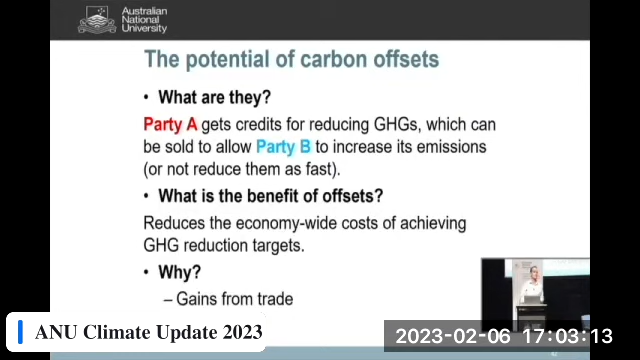 Australian
National
University
The potential of carbon offsets
• What are they?
Party A gets credits for reducing GHGs, which can
be sold to allow Party B to increase its emissions
(or not reduce them as fast).
• What is the benefit of offsets?
Reduces the economy-wide costs of achieving
GHG reduction targets.
• Why?
– Gains from trade
ANU Climate Update 2023
2023-02-06 17:03:13